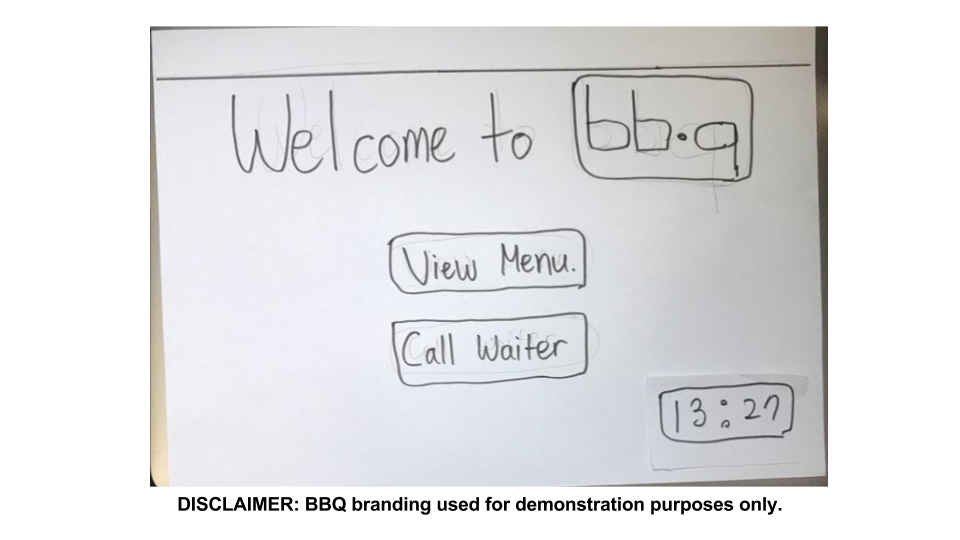 Welcome to bb.q
View Menu.
Call Waiter
13:27
DISCLAIMER: BBQ branding used for demonstration purposes only.